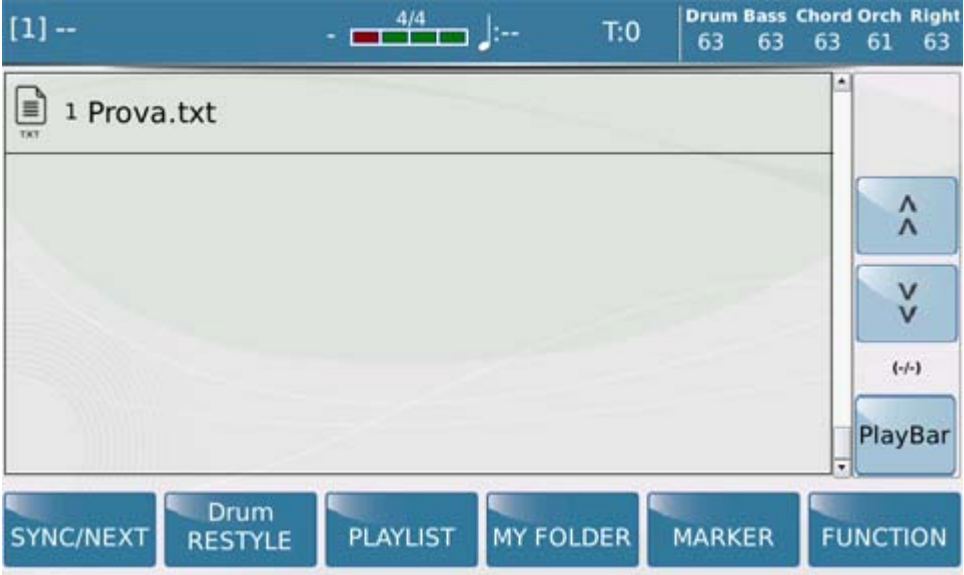 [1] --
- 4/4 ♩:-- T:0
Drum Bass Chord Orch Right
63 63 63 61 63
TXT 1 Prova.txt
(-/-)
PlayBar
SYNC/NEXT
Drum
RESTYLE
PLAYLIST
MY FOLDER
MARKER
FUNCTION